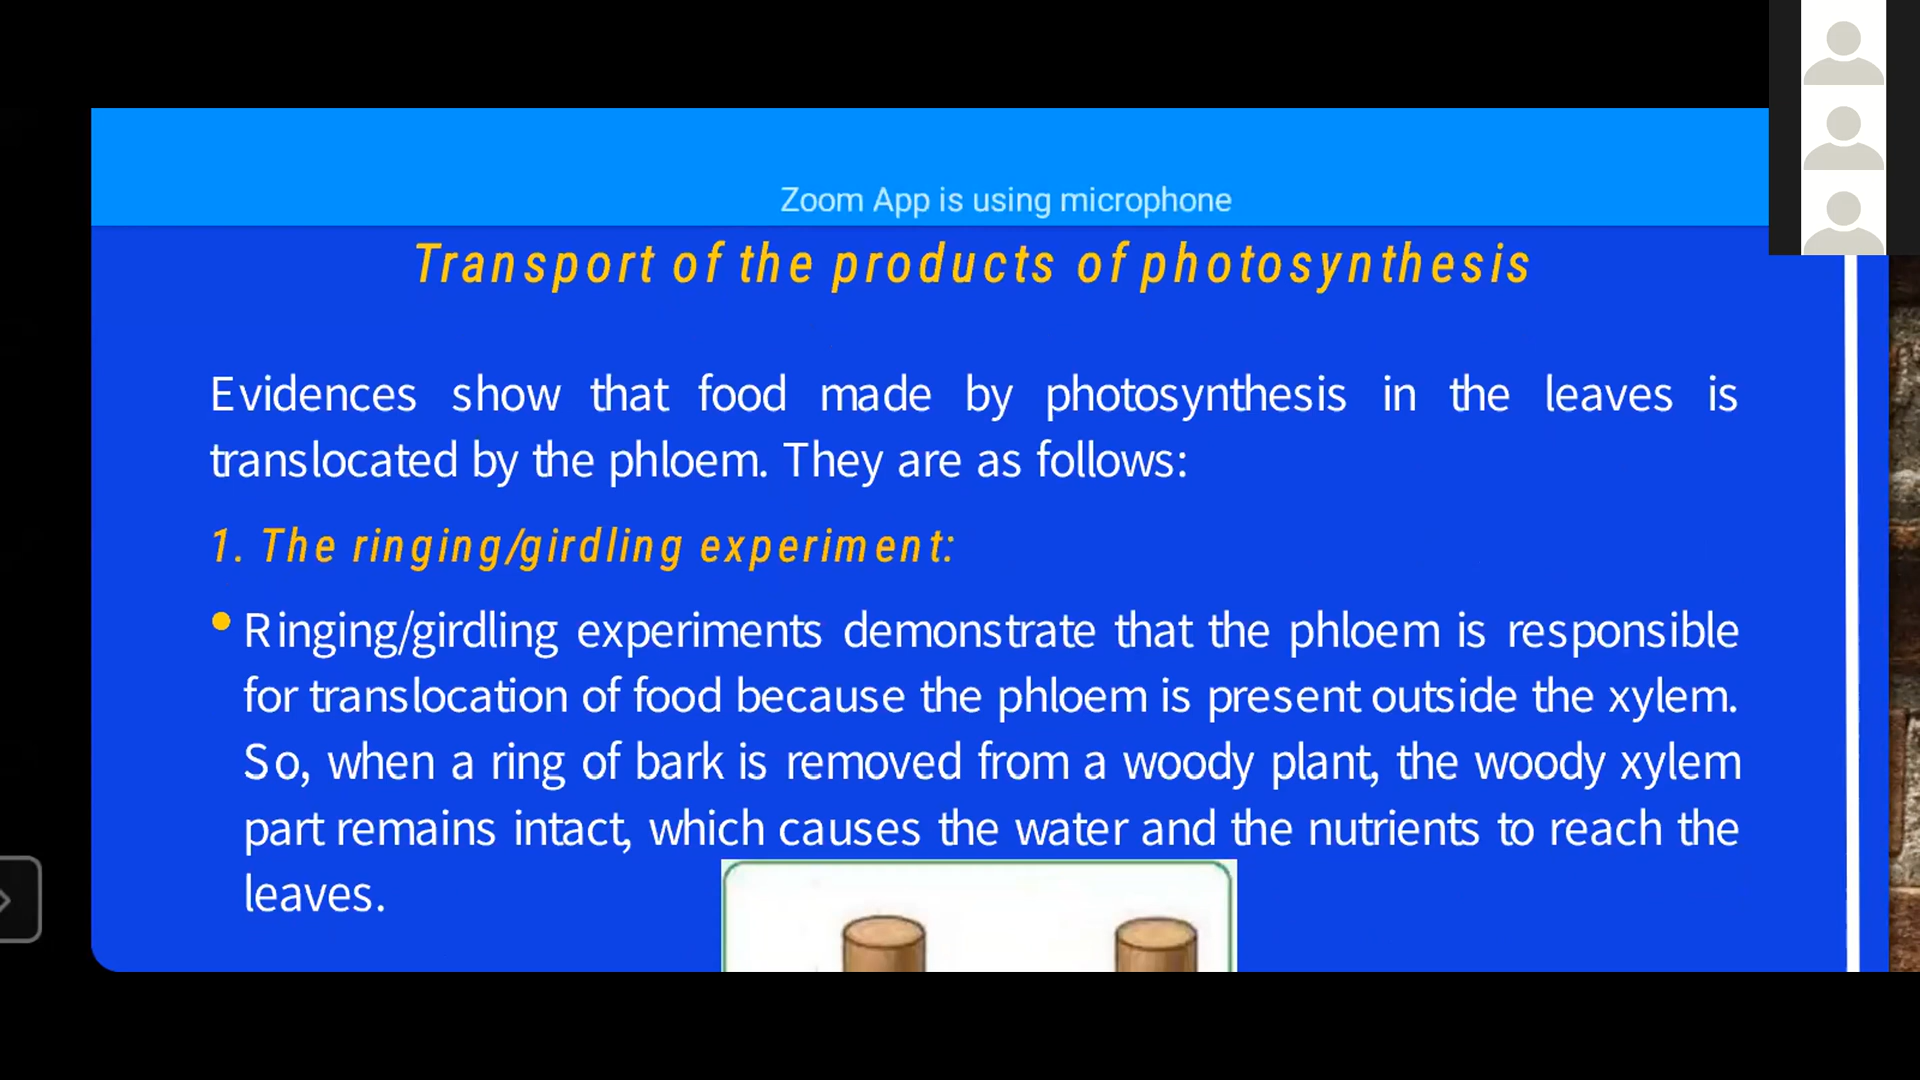 Zoom App is using microphone
Transport of the products of photosynthesis
Evidences show that food made by photosynthesis in the leaves is
translocated by the phloem. They are as follows:
1. The ringing/girdling experiment:
• Ringing/girdling experiments demonstrate that the phloem is responsible
for translocation of food because the phloem is present outside the xylem.
So, when a ring of bark is removed from a woody plant, the woody xylem
part remains intact, which causes the water and the nutrients to reach the
leaves.